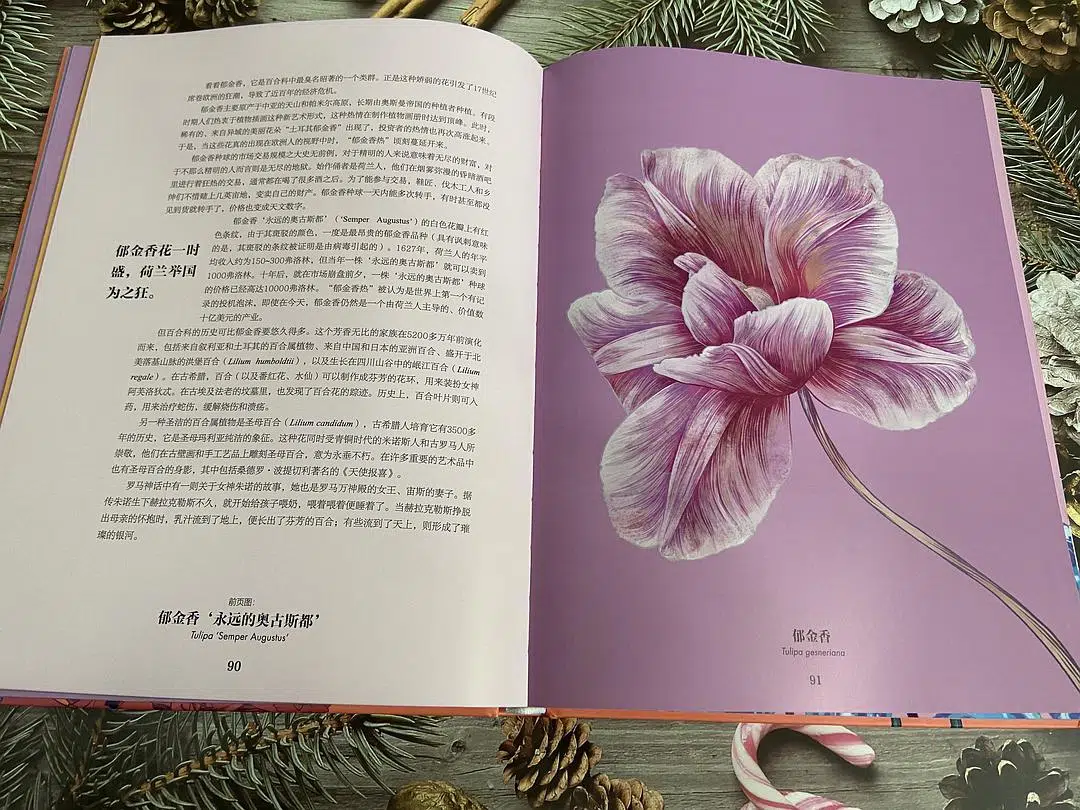 看看郁金香，它是百合科中最臭名昭著的一个类群。正是这种娇弱的花引发了17世纪
席卷欧洲的狂潮，导致了近百年的经济危机。
郁金香主要原产于中亚的天山和帕米尔高原，长期由奥斯曼帝国的种植者种植。有段
时期人们热衷于植物插画这种新艺术形式，这种热情在制作植物画册时达到顶峰。此时，
稀有的、来自异域的美丽花朵“土耳其郁金香”出现了，投资者的热情也再次高涨起来。
于是，当这些花真的出现在欧洲人的视野中时，“郁金香热”顷刻蔓延开来。
郁金香种球的市场交易规模之大史无前例，对于精明的人来说意味着无尽的财富，对
于不那么精明的人而言则是无尽的地狱。始作俑者是荷兰人，他们在烟雾弥漫的昏暗酒吧
里进行着狂热的交易，通常都在喝了很多酒之后。为了能参与交易，鞋匠、伐木工人和乡
绅们不惜赌上几英亩地，变卖自己的财产。郁金香种球一天内能多次转手，有时甚至都没
见到货就转手了，价格也变成天文数字。
郁金香‘永远的奥古斯都’（‘Semper Augustus’）的白色花瓣上有红
色条纹，由于其斑驳的颜色，一度是最昂贵的郁金香品种（具有讽刺意味
的是，其斑驳的条纹被证明是由病毒引起的）。1627年，荷兰人的年平
均收入约为150~300弗洛林，但当年一株‘永远的奥古斯都’就可以卖到
1000弗洛林。十年后，就在市场崩盘前夕，一株‘永远的奥古斯都’种球
的价格已经高达10000弗洛林。“郁金香热”被认为是世界上第一个有记
录的投机泡沫，即使在今天，郁金香仍然是一个由荷兰人主导的、价值数
十亿美元的产业。
郁金香花一时
盛，荷兰举国
为之狂。
但百合科的历史可比郁金香要悠久得多。这个芳香无比的家族在5200多万年前演化
而来，包括来自叙利亚和土耳其的百合属植物、来自中国和日本的亚洲百合、盛开于北
美落基山脉的洪堡百合（Lilium humboldtii），以及生长在四川山谷中的岷江百合（Lilium
regale）。在古希腊，百合（以及番红花、水仙）可以制作成芬芳的花环，用来装扮女神
阿芙洛狄忒。在古埃及法老的坟墓里，也发现了百合花的踪迹。历史上，百合叶片则可入
药，用来治疗蛇伤，缓解烧伤和溃疡。
另一种圣洁的百合属植物是圣母百合（Lilium candidum），古希腊人培育它有3500多
年的历史，它是圣母玛利亚纯洁的象征。这种花同时受青铜时代的米诺斯人和古罗马人所
崇敬，他们在古壁画和手工艺品上雕刻圣母百合，意为永垂不朽。在许多重要的艺术品中
也有圣母百合的身影，其中包括桑德罗·波提切利著名的《天使报喜》。
罗马神话中有一则关于女神朱诺的故事，她也是罗马万神殿的女王、宙斯的妻子。据
传朱诺生下赫拉克勒斯不久，就开始给孩子喂奶，喂着喂着便睡着了。当赫拉克勒斯挣脱
出母亲的怀抱时，乳汁流到了地上，便长出了芬芳的百合；有些流到了天上，则形成了璀
璨的银河。
前页图：
郁金香‘永远的奥古斯都’
Tulipa ‘Semper Augustus’
90
郁金香
Tulipa gesneriana
91